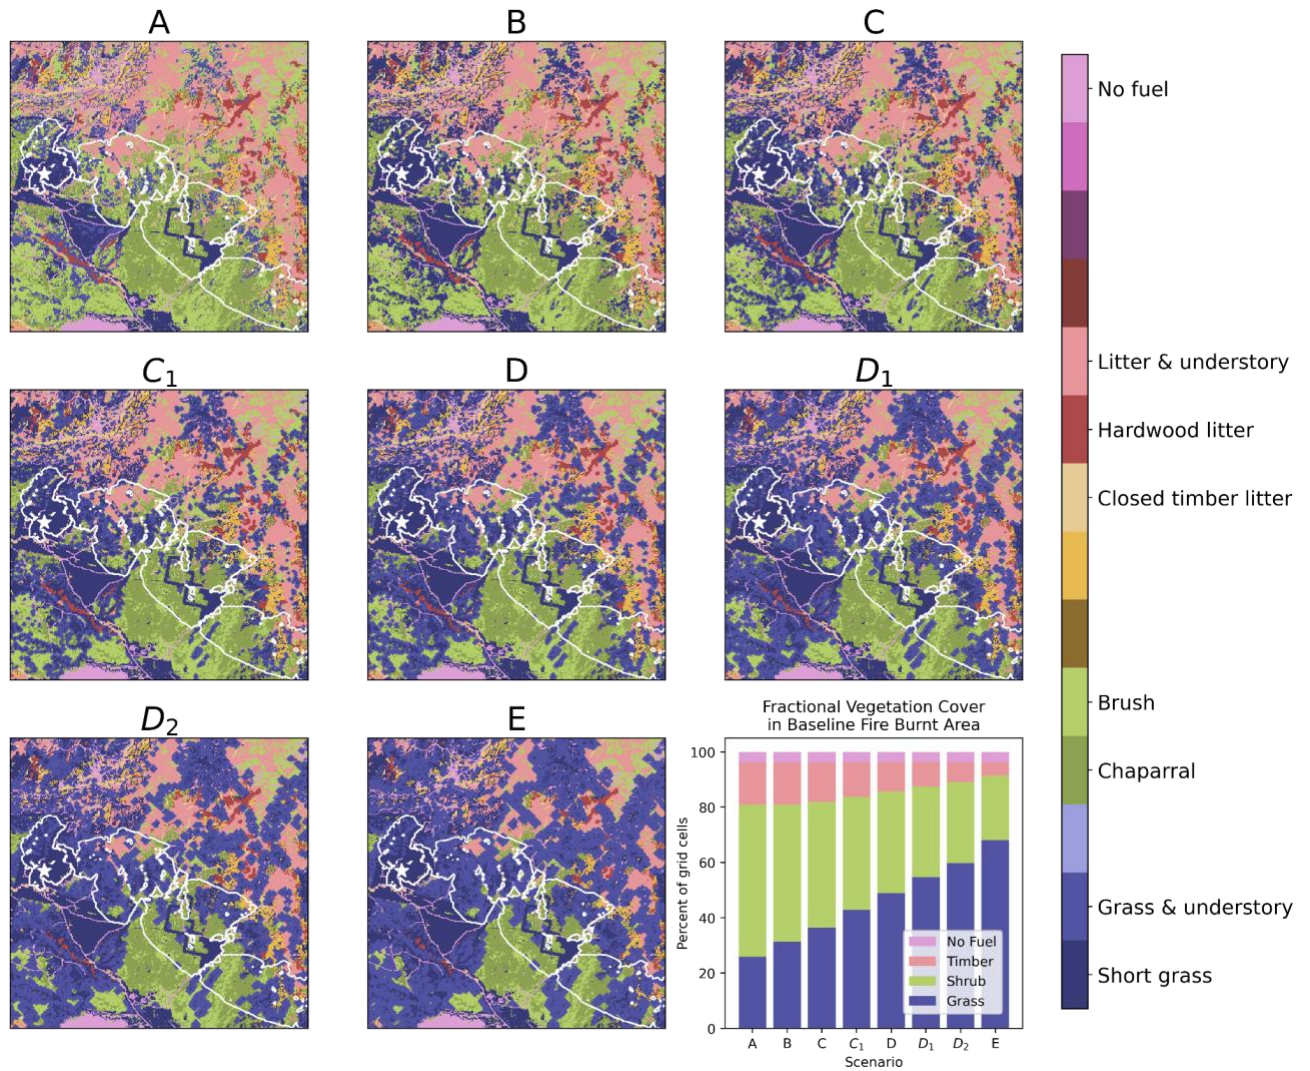 A
B
C
C1
D
D1
D2
E
No fuel
Litter & understory
Hardwood litter
Closed timber litter
Brush
Chaparral
Grass & understory
Short grass
Fractional Vegetation Cover
in Baseline Fire Burnt Area
Percent of grid cells
100
80
60
40
20
0
No Fuel
Timber
Shrub
Grass
A B C C1 D D1 D2 E
Scenario